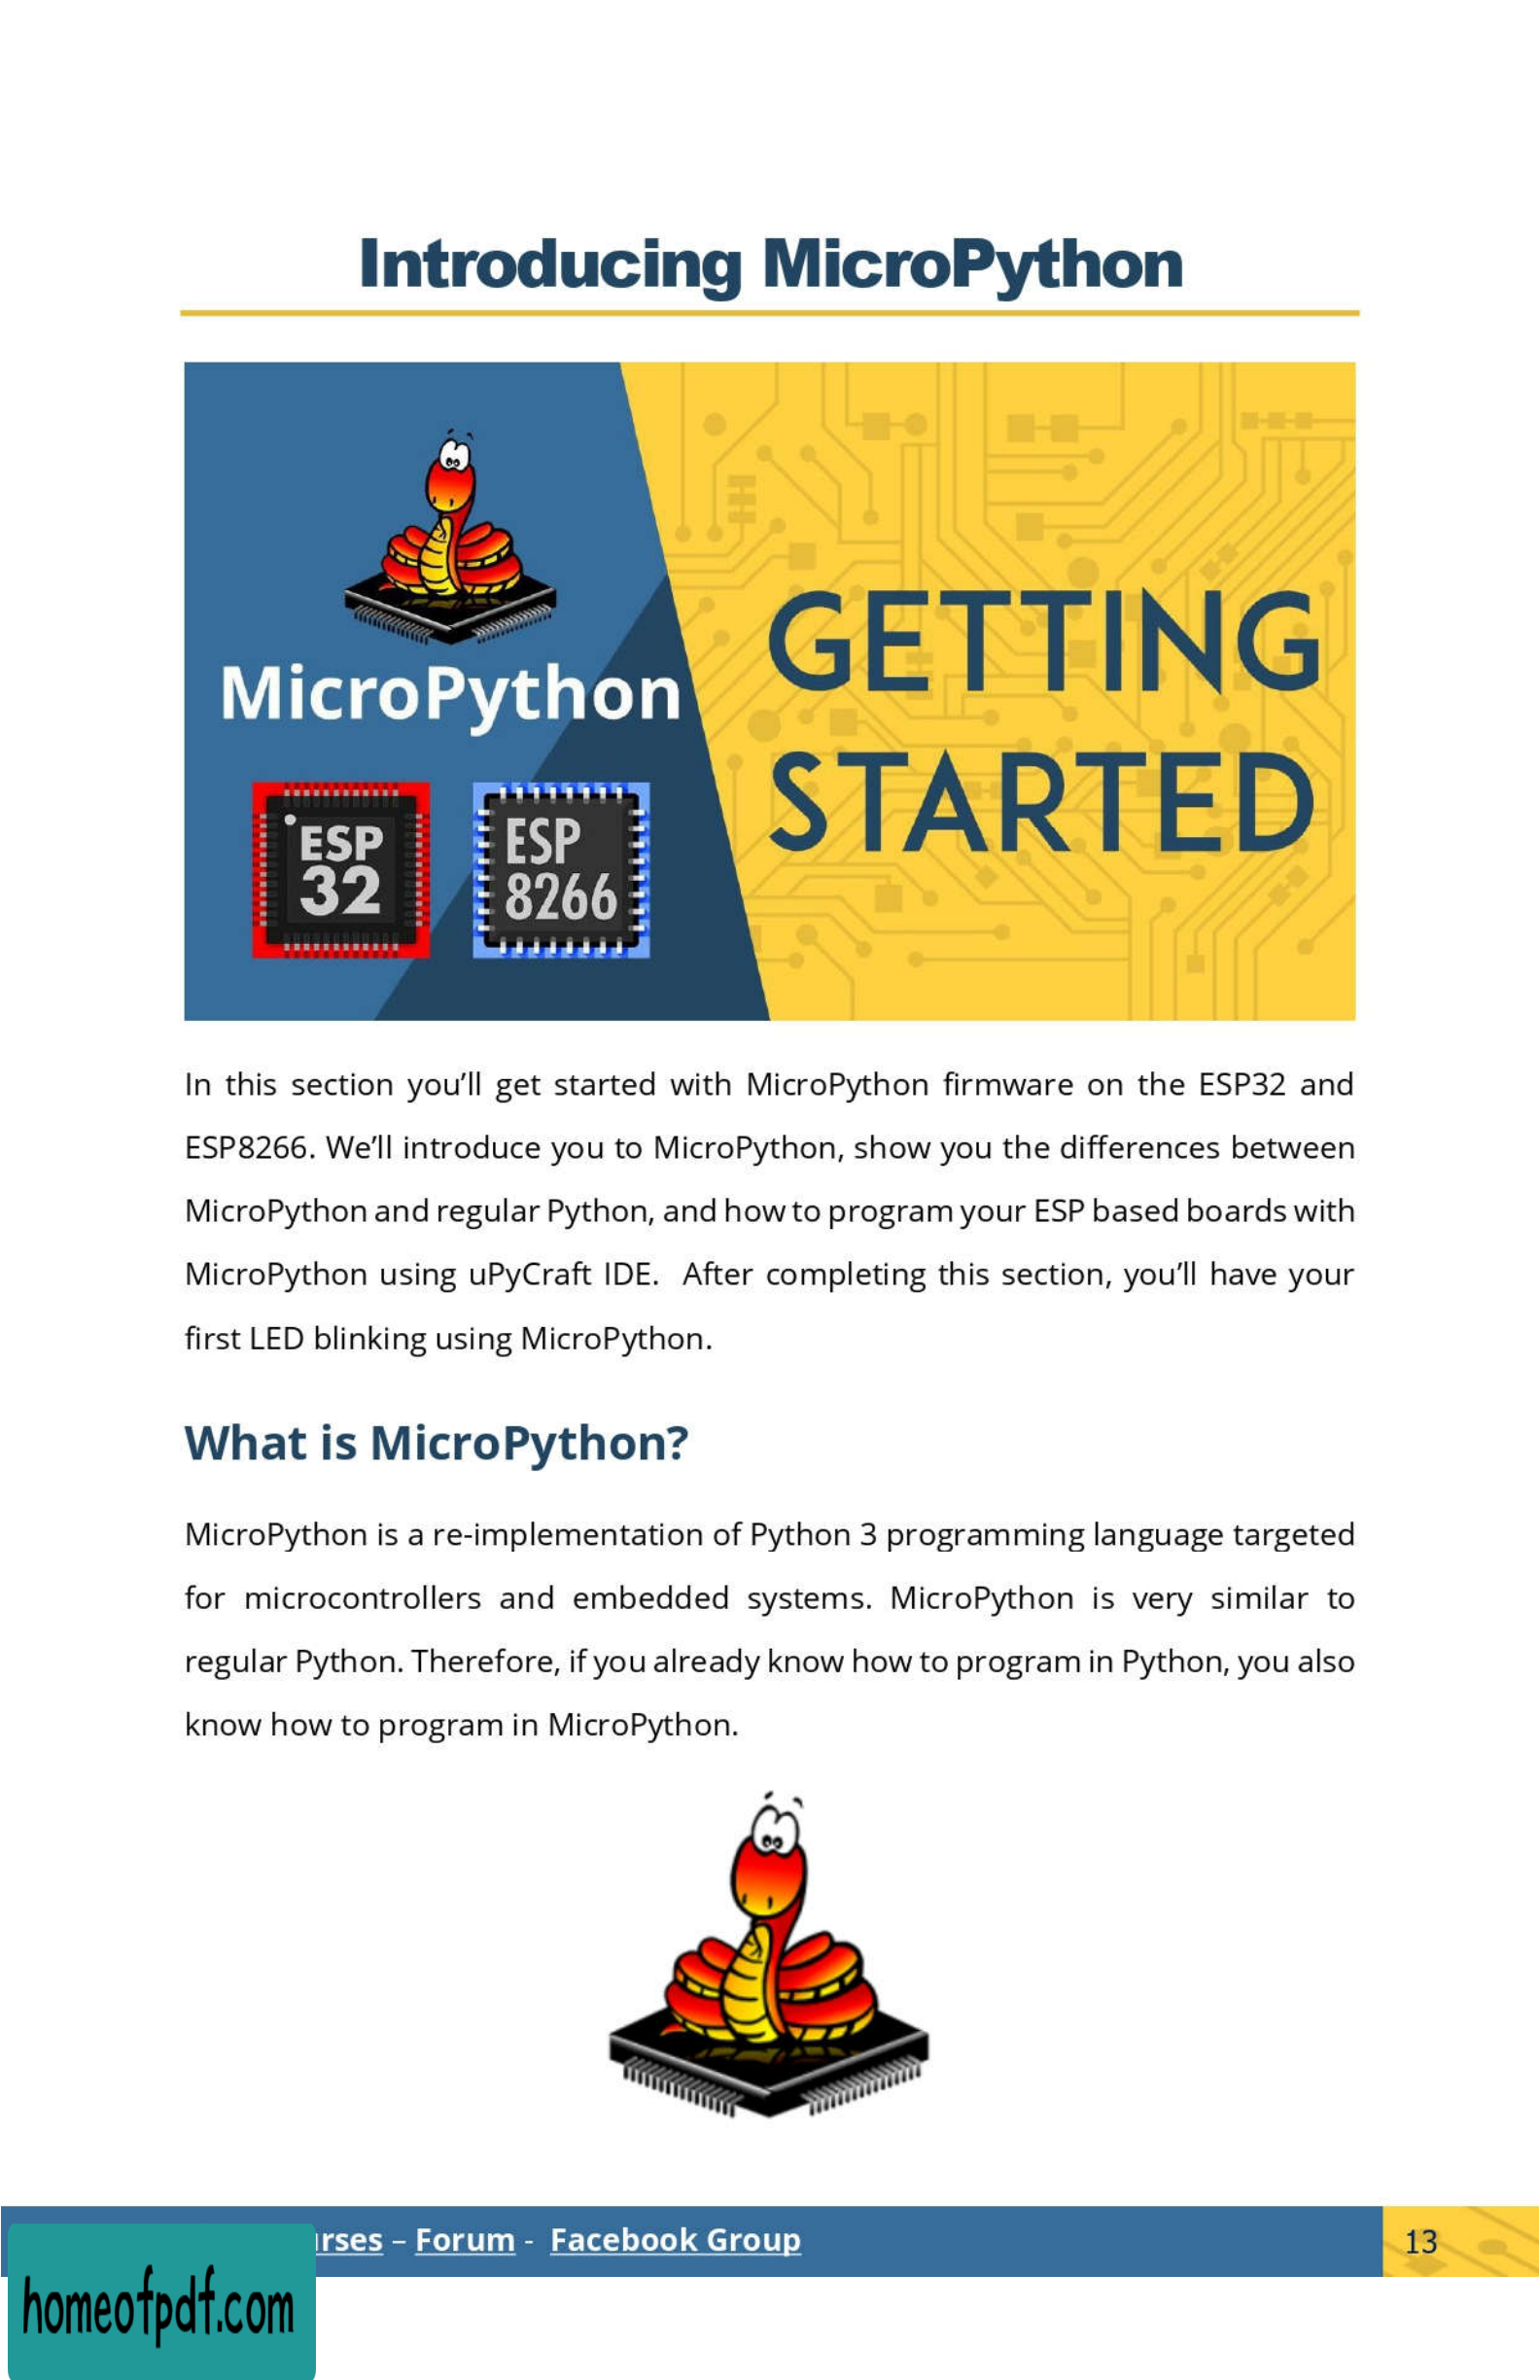 Introducing MicroPython
MicroPython
ESP
32
ESP
8266
GETTING
STARTED
In this section you’ll get started with MicroPython firmware on the ESP32 and
ESP8266. We’ll introduce you to MicroPython, show you the differences between
MicroPython and regular Python, and how to program your ESP based boards with
MicroPython using uPyCraft IDE.  After completing this section, you’ll have your
first LED blinking using MicroPython.
What is MicroPython?
MicroPython is a re-implementation of Python 3 programming language targeted
for microcontrollers and embedded systems. MicroPython is very similar to
regular Python. Therefore, if you already know how to program in Python, you also
know how to program in MicroPython.
– Forum - Facebook Group
13
homeofpdf.com